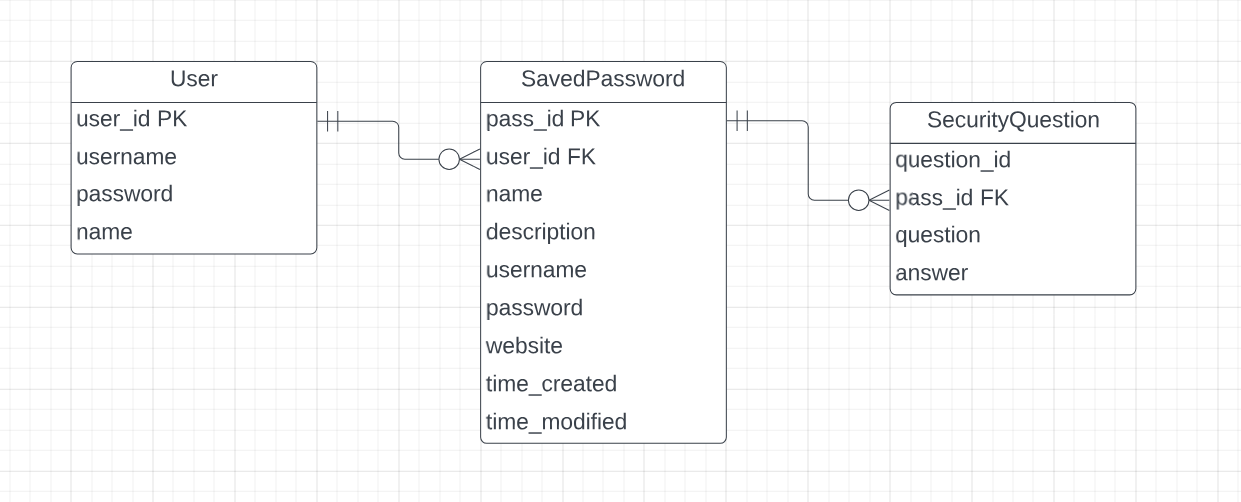 User
user_id PK
username
password
name
SavedPassword
pass_id PK
user_id FK
name
description
username
password
website
time_created
time_modified
SecurityQuestion
question_id
pass_id FK
question
answer